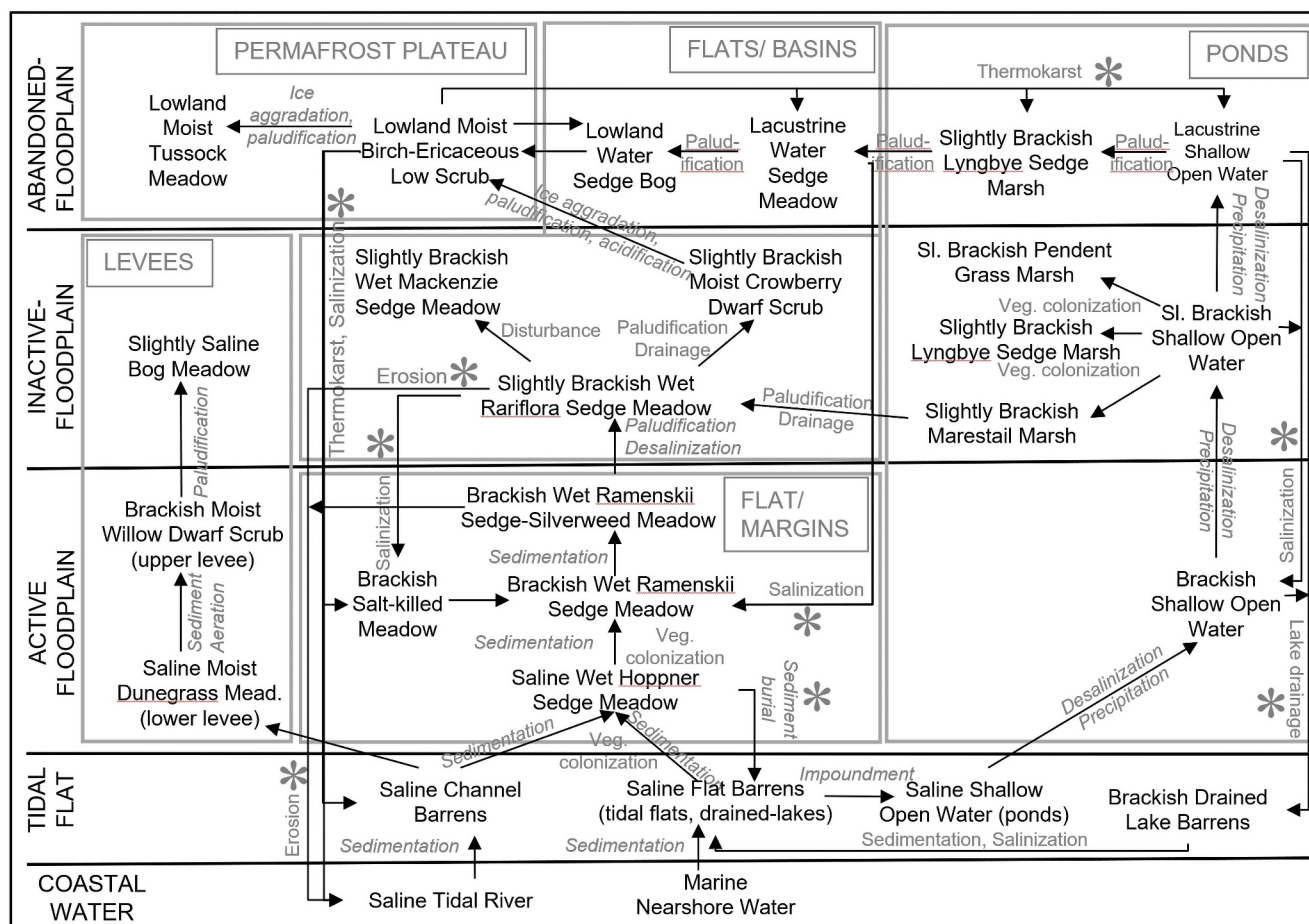 PERMAFROST PLATEAU
FLATS/ BASINS
PONDS
ABANDONED-
FLOODPLAIN
Lowland
Moist
Tussock
Meadow
Ice
aggradation,
paludification
Lowland Moist
Birch-Ericaceous
Low Scrub
Lowland
Water
Sedge Bog
Palud-
ification
Lacustrine
Water
Sedge
Meadow
Palud-
ification
Slightly Brackish
Lyngbye Sedge
Marsh
Palud-
ification
Lacustrine
Shallow
Open Water
Thermokarst *
Ice aggradation,
paludification, acidification
*
Thermokarst, Salinization
Desalinization
Precipitation
INACTIVE-
FLOODPLAIN
LEVEES
Slightly Saline
Bog Meadow
Paludification
Slightly Brackish
Wet Mackenzie
Sedge Meadow
Slightly Brackish
Moist Crowberry
Dwarf Scrub
Disturbance
Paludification
Drainage
Erosion *
Slightly Brackish Wet
Rariflora Sedge Meadow
*
Salinization
Paludification
Desalinization
Paludification
Drainage
Sl. Brackish Pendent
Grass Marsh
Veg. colonization
Slightly Brackish
Lyngbye Sedge Marsh
Veg. colonization
Slightly Brackish
Marestail Marsh
Sl. Brackish
Shallow Open
Water
Desalinization
Precipitation
*
Salinization
ACTIVE
FLOODPLAIN
Brackish Moist
Willow Dwarf Scrub
(upper levee)
Sediment
Aeration
Saline Moist
Dunegrass Mead.
(lower levee)
FLAT/
MARGINS
Brackish Wet Ramenskii
Sedge-Silverweed Meadow
Sedimentation
Brackish
Salt-killed
Meadow
Brackish Wet Ramenskii
Sedge Meadow
Salinization
*
Sedimentation
Veg.
colonization
Saline Wet Hoppner
Sedge Meadow
Sediment
burial
*
Brackish
Shallow Open
Water
Desalinization
Precipitation
Lake drainage
*
Sedimentation
Veg.
colonization
Sedimentation
TIDAL
FLAT
*
Erosion
Saline Channel
Barrens
Saline Flat Barrens
(tidal flats, drained-lakes)
Impoundment
Saline Shallow
Open Water (ponds)
Brackish Drained
Lake Barrens
Sedimentation, Salinization
Sedimentation
Sedimentation
COASTAL
WATER
Saline Tidal River
Marine
Nearshore Water